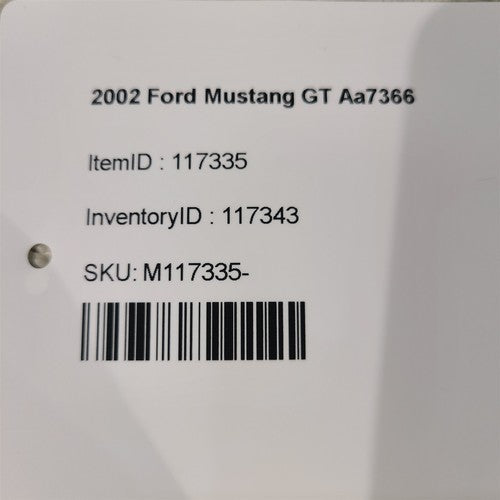 2002 Ford Mustang GT Aa7366
ItemID : 117335
InventoryID : 117343
SKU: M117335-